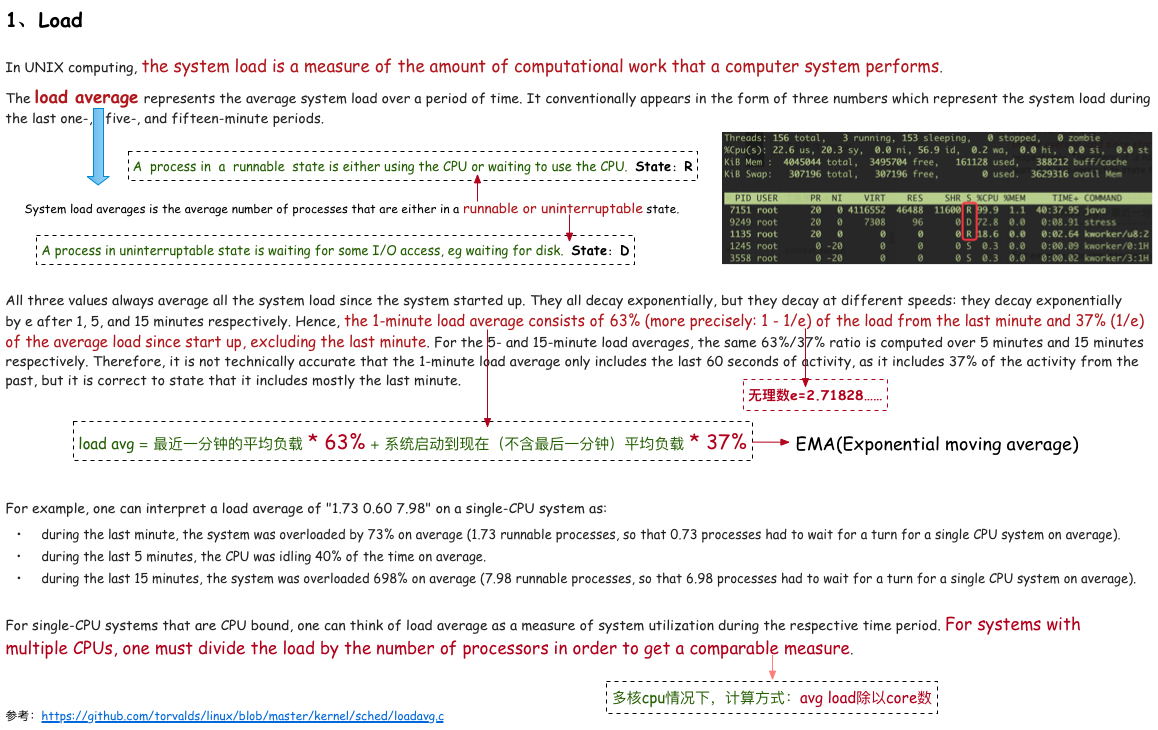 1、Load
In UNIX computing, the system load is a measure of the amount of computational work that a computer system performs.
The load average represents the average system load over a period of time. It conventionally appears in the form of three numbers which represent the system load during
the last one-, five-, and fifteen-minute periods.
A process in a runnable state is either using the CPU or waiting to use the CPU. State: R
System load averages is the average number of processes that are either in a runnable or uninterruptable state.
A process in uninterruptable state is waiting for some I/O access, eg waiting for disk. State: D
Threads: 156 total, 3 running, 153 sleeping, 0 stopped, 0 zombie
%Cpu(s): 22.6 us, 20.3 sy, 0.0 ni, 56.9 id, 0.2 wa, 0.0 hi, 0.0 si, 0.0 st
KiB Mem : 4045044 total, 3495704 free, 161128 used, 388212 buff/cache
KiB Swap: 307196 total, 307196 free, 0 used. 3629316 avail Mem
PID USER PR NI VIRT RES SHR S %CPU %MEM TIME+ COMMAND
7151 root 20 0 4116552 46488 11600 R 99.9 1.1 40:37.95 java
9249 root 20 0 7308 96 0 D 72.8 0.0 0:08.91 stress
1135 root 20 0 0 0 0 R 18.6 0.0 0:02.64 kworker/u8:2
1245 root 0 -20 0 0 0 S 0.3 0.0 0:00.09 kworker/0:1H
3558 root 0 -20 0 0 0 S 0.3 0.0 0:00.02 kworker/3:1H
All three values always average all the system load since the system started up. They all decay exponentially, but they decay at different speeds: they decay exponentially
by e after 1, 5, and 15 minutes respectively. Hence, the 1-minute load average consists of 63% (more precisely: 1 - 1/e) of the load from the last minute and 37% (1/e)
of the average load since start up, excluding the last minute. For the 5- and 15-minute load averages, the same 63%/37% ratio is computed over 5 minutes and 15 minutes
respectively. Therefore, it is not technically accurate that the 1-minute load average only includes the last 60 seconds of activity, as it includes 37% of the activity from the
past, but it is correct to state that it includes mostly the last minute.
无理数e=2.71828……
load avg = 最近一分钟的平均负载 * 63% + 系统启动到现在（不含最后一分钟）平均负载 * 37%
EMA(Exponential moving average)
For example, one can interpret a load average of "1.73 0.60 7.98" on a single-CPU system as:
· during the last minute, the system was overloaded by 73% on average (1.73 runnable processes, so that 0.73 processes had to wait for a turn for a single CPU system on average).
· during the last 5 minutes, the CPU was idling 40% of the time on average.
· during the last 15 minutes, the system was overloaded 698% on average (7.98 runnable processes, so that 6.98 processes had to wait for a turn for a single CPU system on average).
For single-CPU systems that are CPU bound, one can think of load average as a measure of system utilization during the respective time period. For systems with
multiple CPUs, one must divide the load by the number of processors in order to get a comparable measure.
多核cpu情况下，计算方式：avg load除以core数
参考：https://github.com/torvalds/linux/blob/master/kernel/sched/loadavg.c